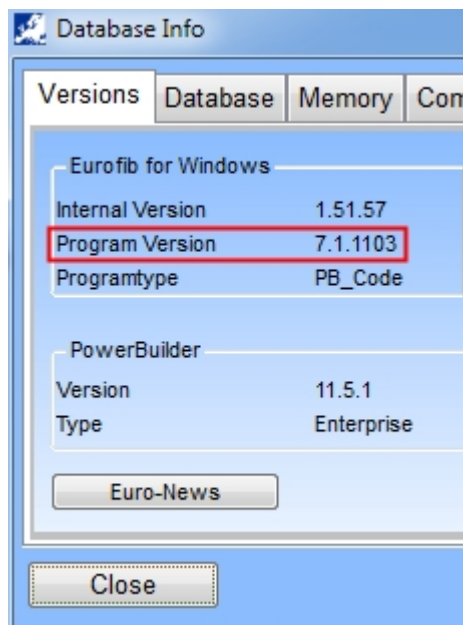 Database Info
Versions Database Memory Com
Eurofib for Windows
Internal Version 1.51.57
Program Version 7.1.1103
Programtype PB_Code
PowerBuilder
Version 11.5.1
Type Enterprise
Euro-News
Close